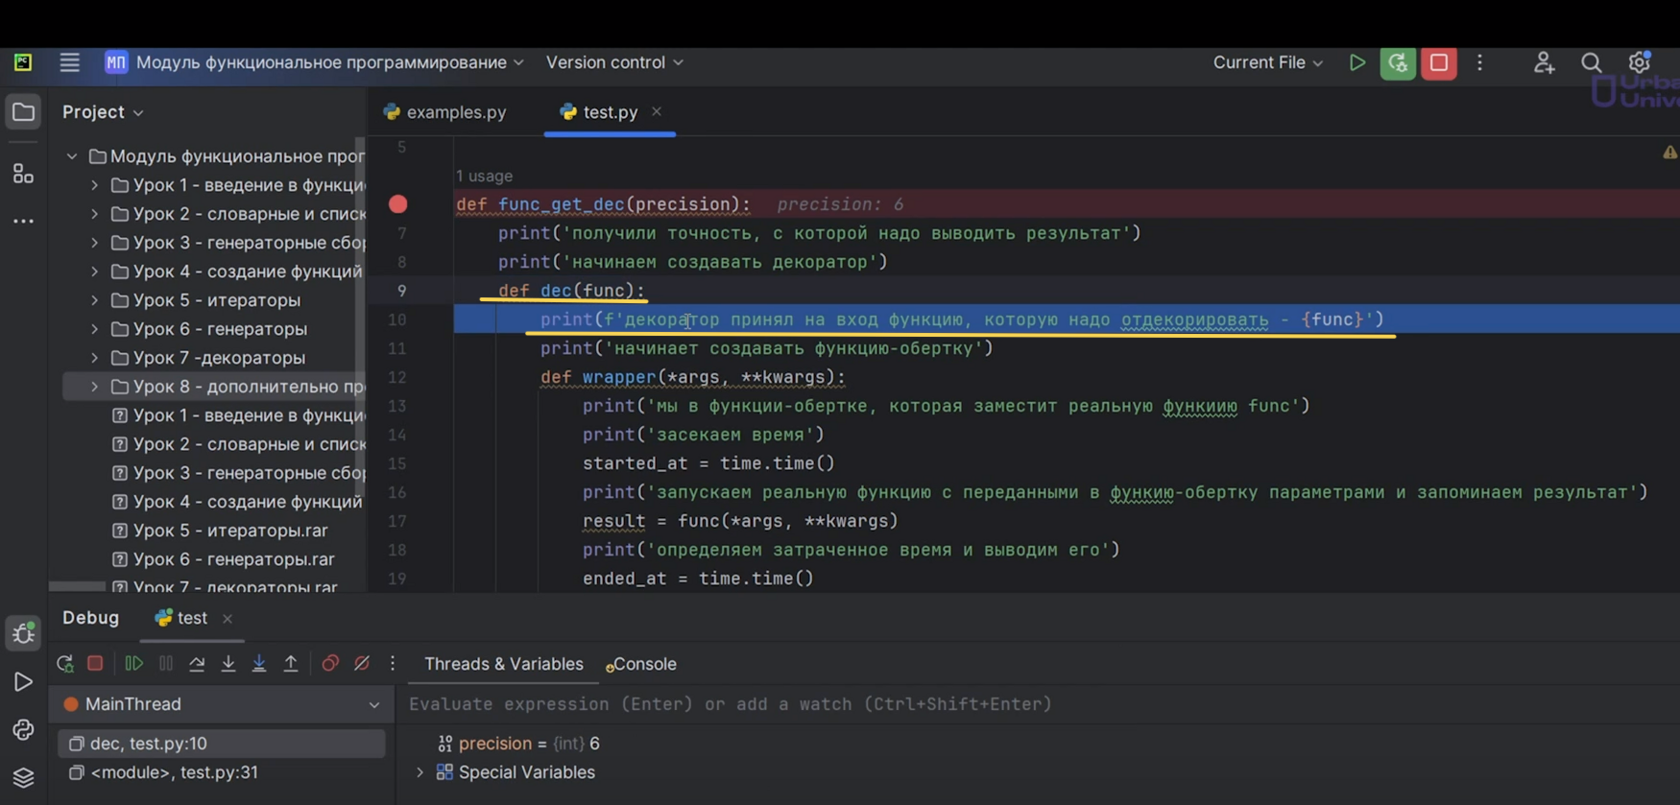 PC
МП Модуль функциональное программирование Version control Current File
Urba
Unive
Project
examples.py test.py
Модуль функциональное прог
Урок 1 - введение в функци
Урок 2 - словарные и списк
Урок 3 - генераторные сбор
Урок 4 - создание функций
Урок 5 - итераторы
Урок 6 - генераторы
Урок 7 -декораторы
Урок 8 - дополнительно пр
Урок 1 - введение в функци
Урок 2 - словарные и списк
Урок 3 - генераторные сбор
Урок 4 - создание функций
Урок 5 - итераторы.rar
Урок 6 - генераторы.rar
Урок 7 - декораторы.rar
5
1 usage
def func_get_dec(precision): precision: 6
7 print('получили точность, с которой надо выводить результат')
8 print('начинаем создавать декоратор')
9 def dec(func):
10 print(f'декоратор принял на вход функцию, которую надо отдекорировать - {func}')
11 print('начинает создавать функцию-обертку')
12 def wrapper(*args, **kwargs):
13 print('мы в функции-обертке, которая заместит реальную функиию func')
14 print('засекаем время')
15 started_at = time.time()
16 print('запускаем реальную функцию с переданными в функию-обертку параметрами и запоминаем результат')
17 result = func(*args, **kwargs)
18 print('определяем затраченное время и выводим его')
19 ended_at = time.time()
Debug test
Threads & Variables Console
MainThread
Evaluate expression (Enter) or add a watch (Ctrl+Shift+Enter)
dec, test.py:10
<module>, test.py:31
precision = {int} 6
Special Variables